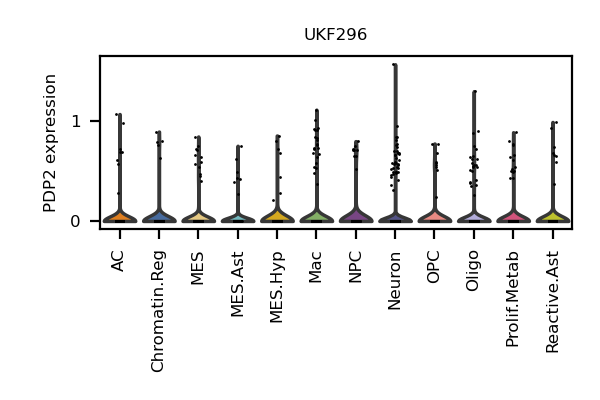 UKF296
PDP2 expression
1
0
AC
Chromatin.Reg
MES
MES.Ast
MES.Hyp
Mac
NPC
Neuron
OPC
Oligo
Prolif.Metab
Reactive.Ast